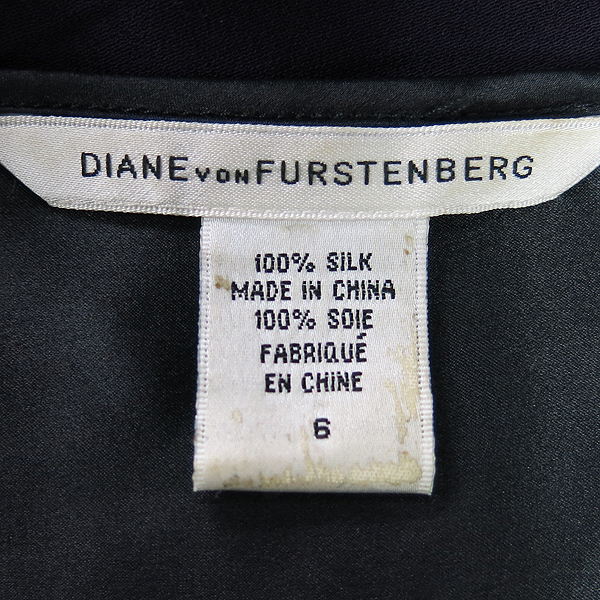 DIANE VON FURSTENBERG
100% SILK
MADE IN CHINA
100% SOIE
FABRIQUÉ
EN CHINE
6